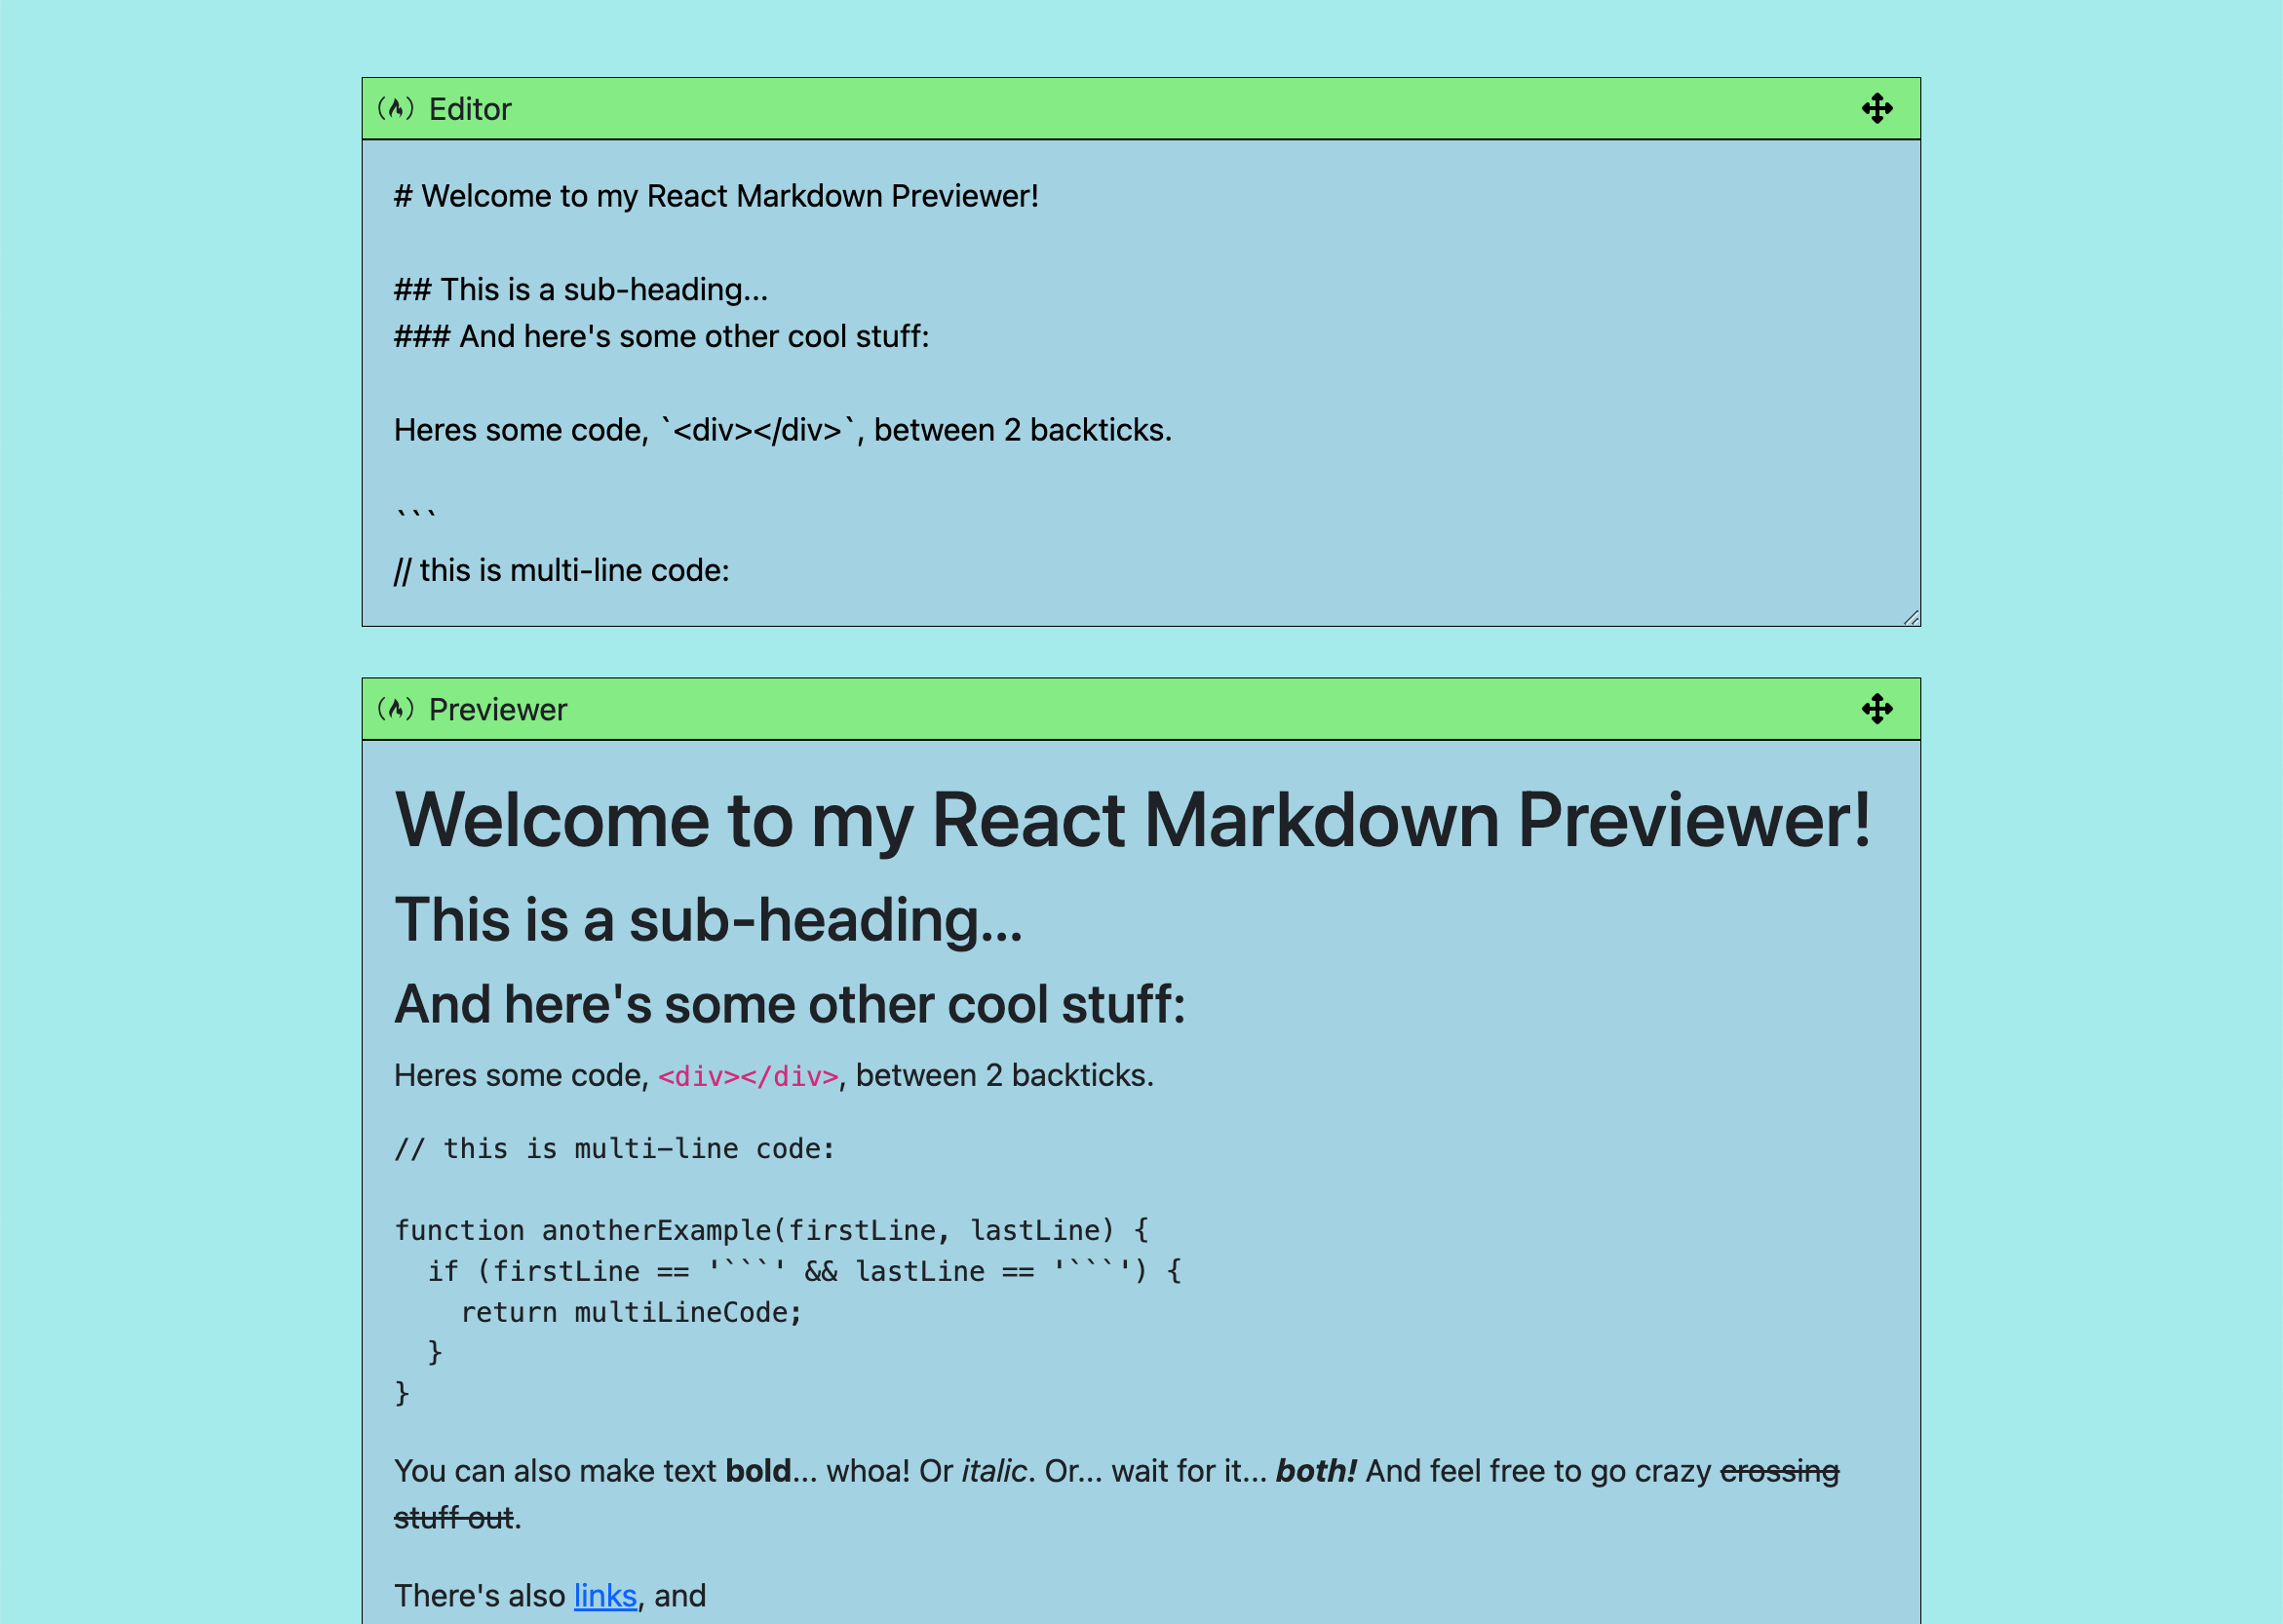 Editor
# Welcome to my React Markdown Previewer!
## This is a sub-heading...
### And here's some other cool stuff:
Heres some code, `<div></div>`, between 2 backticks.
```
// this is multi-line code:
Previewer
Welcome to my React Markdown Previewer!
This is a sub-heading...
And here's some other cool stuff:
Heres some code, <div></div>, between 2 backticks.
// this is multi-line code:
function anotherExample(firstLine, lastLine) {
  if (firstLine == '```' && lastLine == '```') {
    return multiLineCode;
  }
}
You can also make text bold... whoa! Or italic. Or... wait for it... both! And feel free to go crazy crossing
stuff out.
There's also links, and